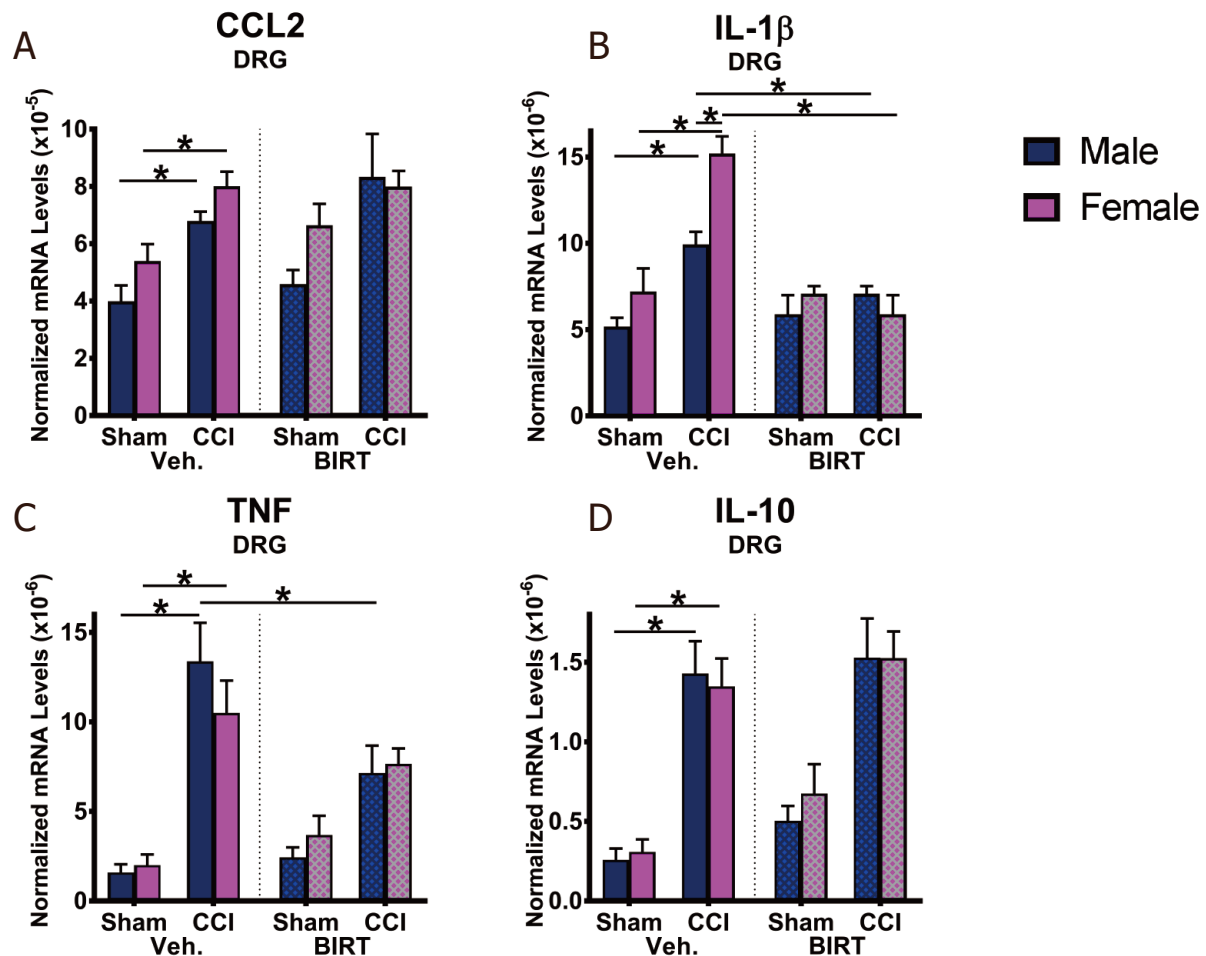 A
CCL2
DRG
Normalized mRNA Levels (x10-5)
10
8
6
4
2
0
* *
Sham CCI Sham CCI
Veh. BIRT
B
IL-1β
DRG
Normalized mRNA Levels (x10-6)
15
10
5
0
* * * * *
Sham CCI Sham CCI
Veh. BIRT
Male
Female
C
TNF
DRG
Normalized mRNA Levels (x10-6)
15
10
5
0
* * *
Sham CCI Sham CCI
Veh. BIRT
D
IL-10
DRG
Normalized mRNA Levels (x10-6)
1.5
1.0
0.5
0.0
* *
Sham CCI Sham CCI
Veh. BIRT